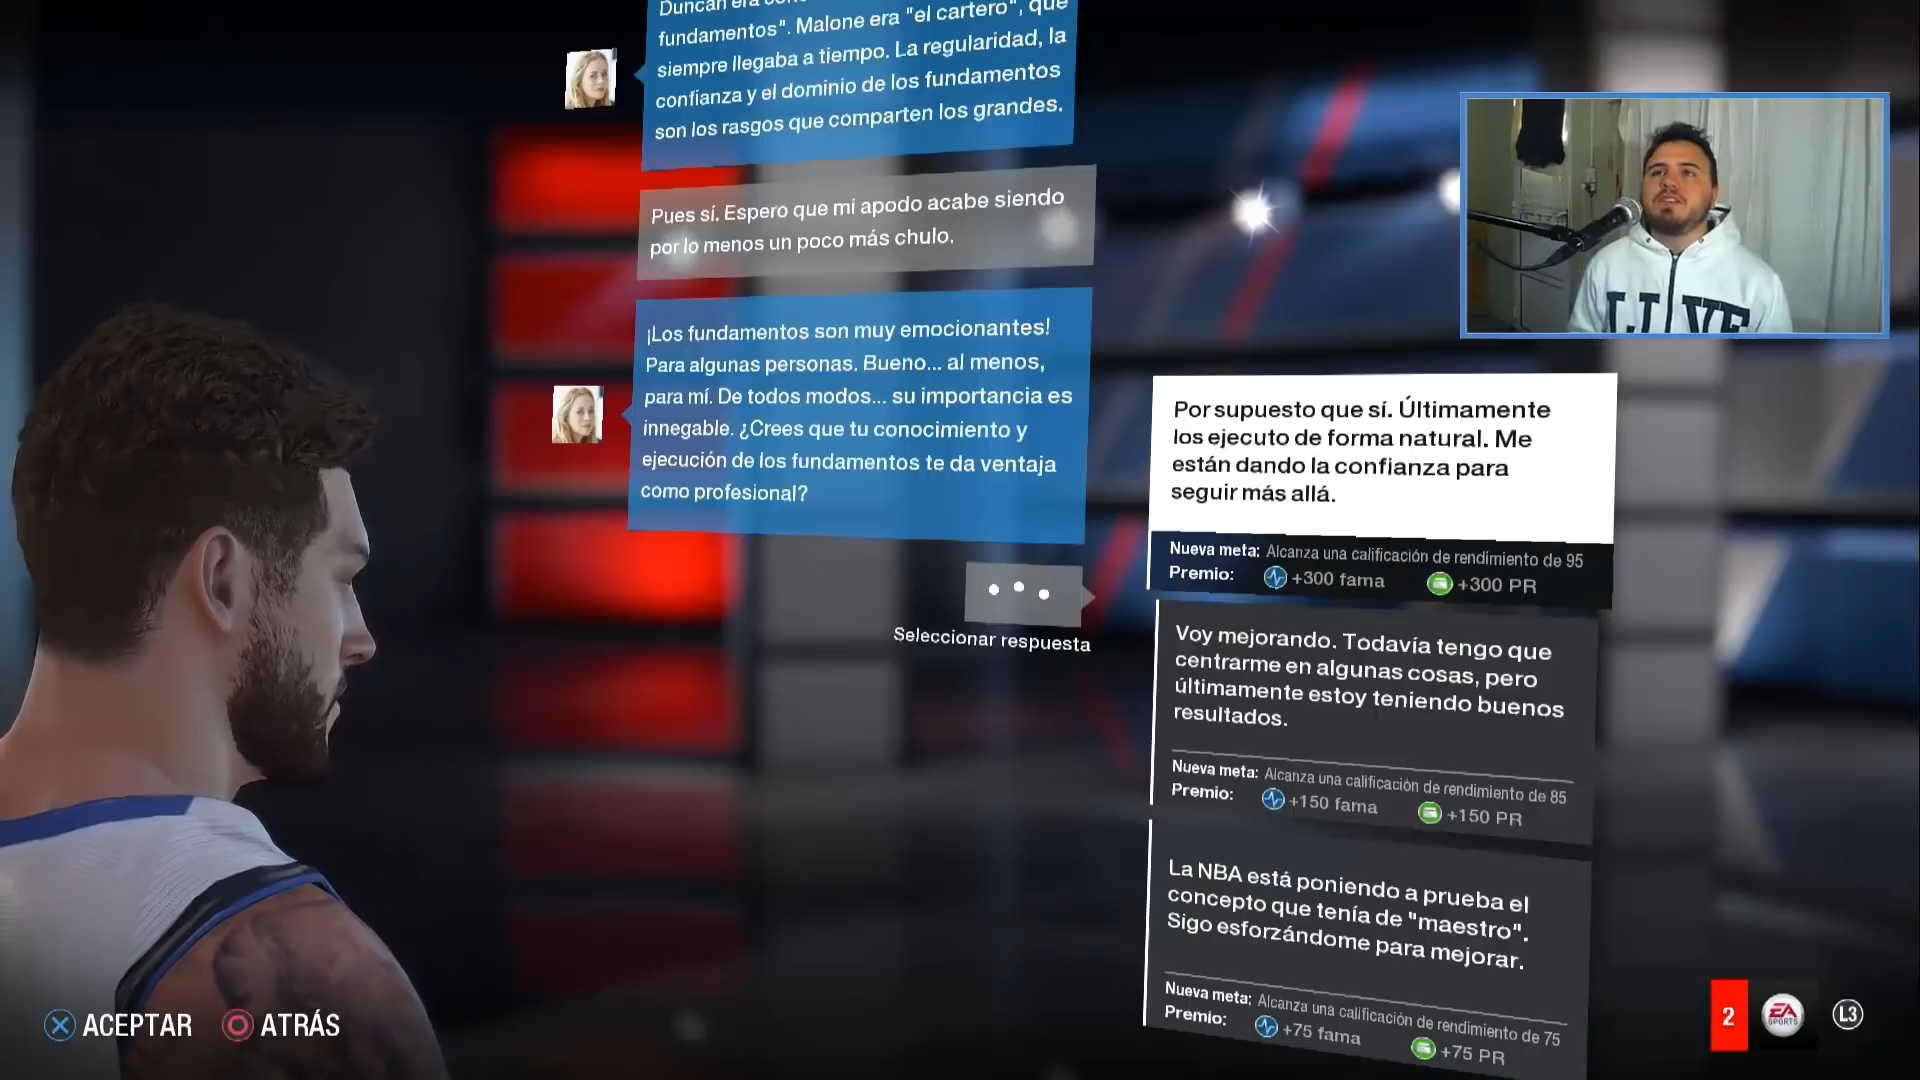 Duncan era
fundamentos". Malone era "el cartero", que
siempre llegaba a tiempo. La regularidad, la
confianza y el dominio de los fundamentos
son los rasgos que comparten los grandes.
Pues sí. Espero que mi apodo acabe siendo
por lo menos un poco más chulo.
¡Los fundamentos son muy emocionantes!
Para algunas personas. Bueno... al menos,
para mí. De todos modos... su importancia es
innegable. ¿Crees que tu conocimiento y
ejecución de los fundamentos te da ventaja
como profesional?
Seleccionar respuesta
Por supuesto que sí. Últimamente
los ejecuto de forma natural. Me
están dando la confianza para
seguir más allá.
Nueva meta: Alcanza una calificación de rendimiento de 95
Premio: +300 fama +300 PR
Voy mejorando. Todavía tengo que
centrarme en algunas cosas, pero
últimamente estoy teniendo buenos
resultados.
Nueva meta: Alcanza una calificación de rendimiento de 85
Premio: +150 fama +150 PR
La NBA está poniendo a prueba el
concepto que tenía de "maestro".
Sigo esforzándome para mejorar.
Nueva meta: Alcanza una calificación de rendimiento de 75
Premio: +75 fama +75 PR
ACEPTAR ATRÁS
2 EA SPORTS L3